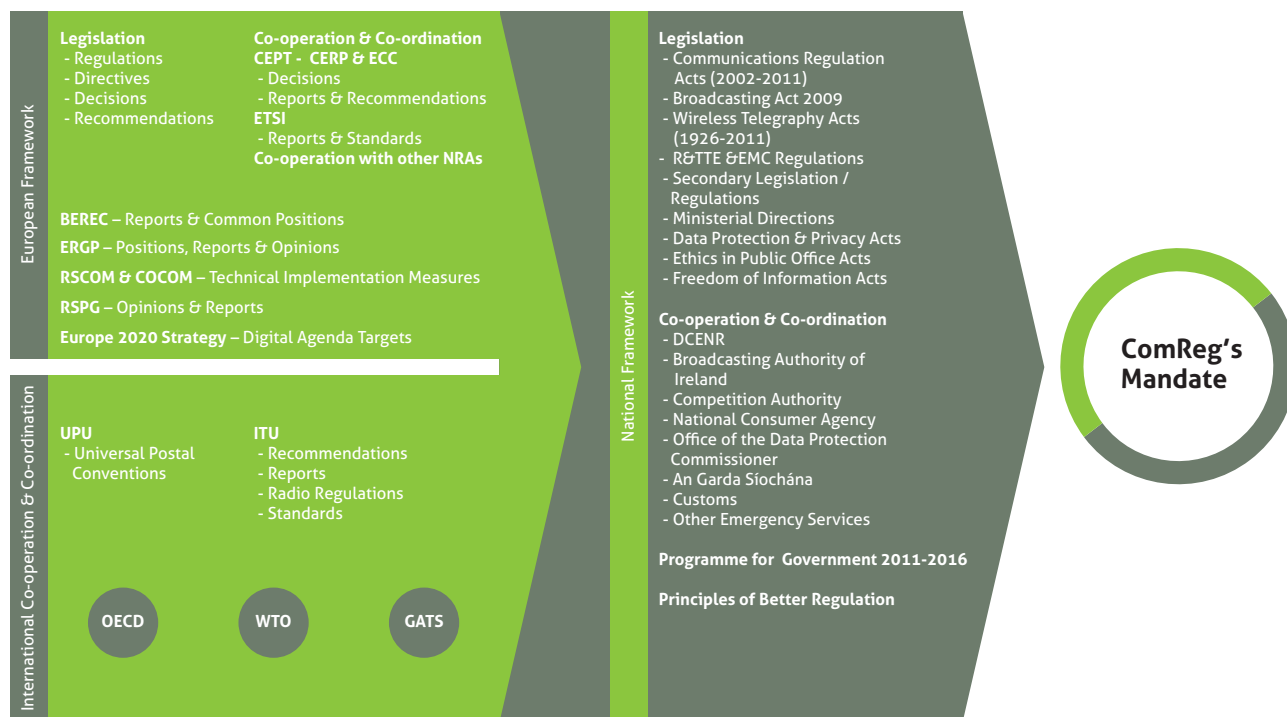 European Framework
Legislation
- Regulations
- Directives
- Decisions
- Recommendations
Co-operation & Co-ordination
CEPT - CERP & ECC
- Decisions
- Reports & Recommendations
ETSI
- Reports & Standards
Co-operation with other NRAs
BEREC – Reports & Common Positions
ERGP – Positions, Reports & Opinions
RSCOM & COCOM – Technical Implementation Measures
RSPG – Opinions & Reports
Europe 2020 Strategy – Digital Agenda Targets
International Co-operation & Co-ordination
UPU
- Universal Postal
Conventions
ITU
- Recommendations
- Reports
- Radio Regulations
- Standards
OECD
WTO
GATS
National Framework
Legislation
- Communications Regulation
Acts (2002-2011)
- Broadcasting Act 2009
- Wireless Telegraphy Acts
(1926-2011)
- R&TTE &EMC Regulations
- Secondary Legislation /
Regulations
- Ministerial Directions
- Data Protection & Privacy Acts
- Ethics in Public Office Acts
- Freedom of Information Acts
Co-operation & Co-ordination
- DCENR
- Broadcasting Authority of
Ireland
- Competition Authority
- National Consumer Agency
- Office of the Data Protection
Commissioner
- An Garda Síochána
- Customs
- Other Emergency Services
Programme for Government 2011-2016
Principles of Better Regulation
ComReg's
Mandate